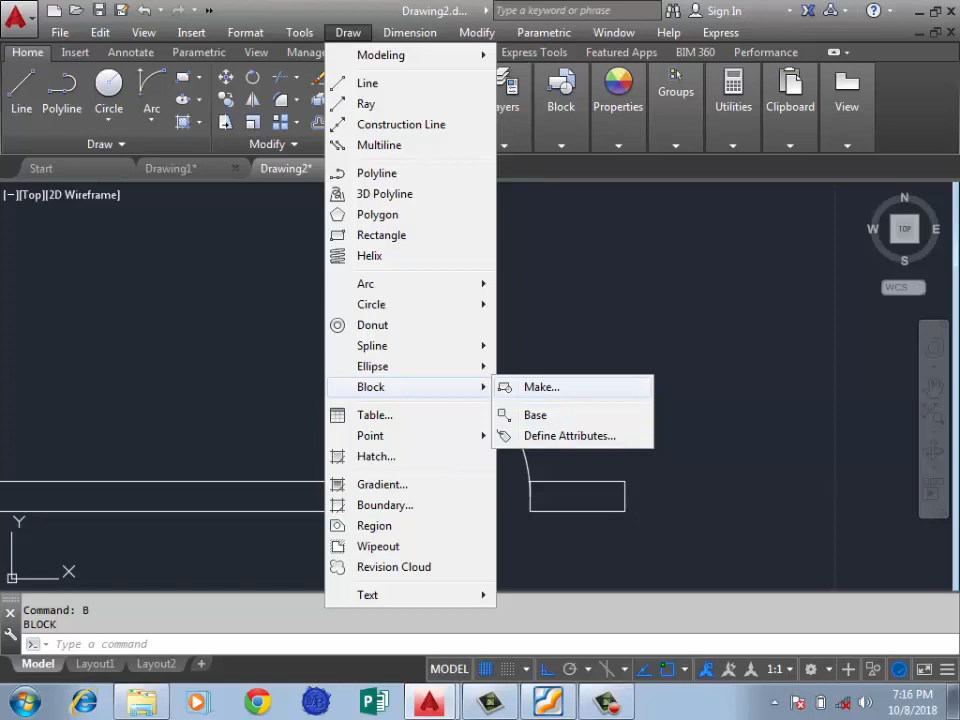 Drawing2.d...
Type a keyword or phrase
Sign In
File Edit View Insert Format Tools Draw Dimension Modify Parametric Window Help Express
Home Insert Annotate Parametric View Manag Express Tools Featured Apps BIM 360 Performance
Line Polyline Circle Arc
ayers Block Properties Groups Utilities Clipboard View
Draw Modify
Start Drawing1* Drawing2*
[−][Top][2D Wireframe]
Modeling
Line
Ray
Construction Line
Multiline
Polyline
3D Polyline
Polygon
Rectangle
Helix
Arc
Circle
Donut
Spline
Ellipse
Block
Table...
Point
Hatch...
Gradient...
Boundary...
Region
Wipeout
Revision Cloud
Text
Make...
Base
Define Attributes...
N
W TOP E
S
WCS
Y
X
Command: B
BLOCK
Type a command
Model Layout1 Layout2 +
MODEL
1:1
7:16 PM
10/8/2018